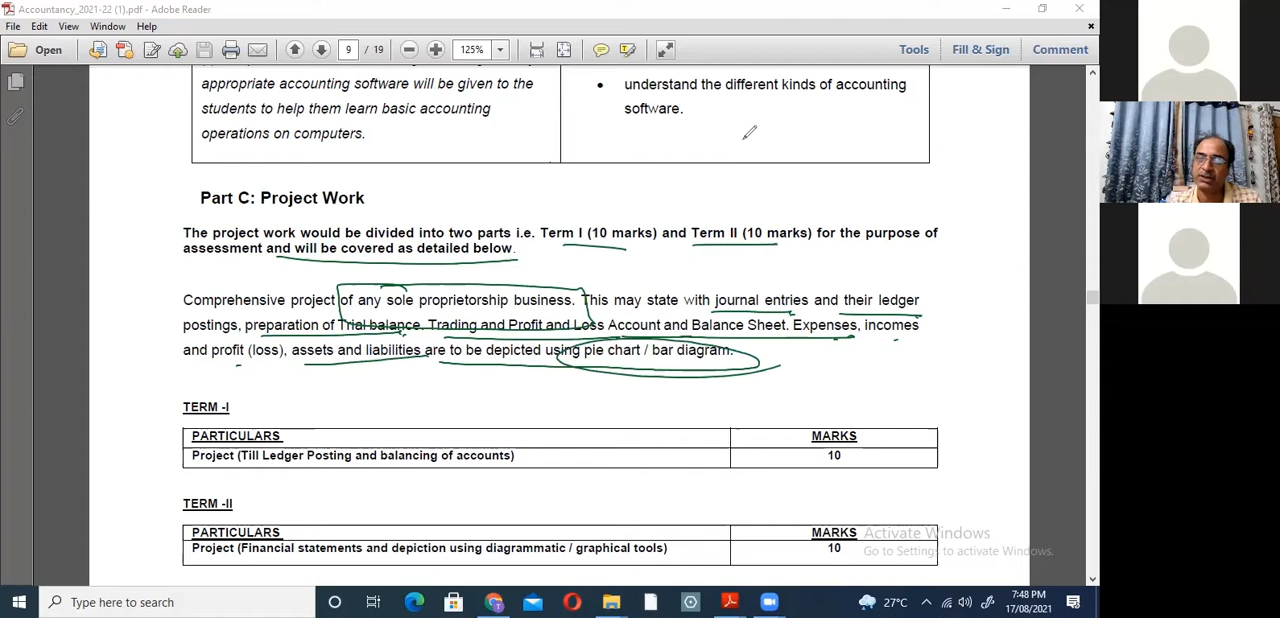 Accountancy_2021-22 (1).pdf - Adobe Reader
File Edit View Window Help
Open 9 / 19 125% Tools Fill & Sign Comment
appropriate accounting software will be given to the
students to help them learn basic accounting
operations on computers.
• understand the different kinds of accounting
software.
Part C: Project Work
The project work would be divided into two parts i.e. Term I (10 marks) and Term II (10 marks) for the purpose of
assessment and will be covered as detailed below.
Comprehensive project of any sole proprietorship business. This may state with journal entries and their ledger
postings, preparation of Trial balance. Trading and Profit and Loss Account and Balance Sheet. Expenses, incomes
and profit (loss), assets and liabilities are to be depicted using pie chart / bar diagram.
TERM -I
PARTICULARS MARKS
Project (Till Ledger Posting and balancing of accounts) 10
TERM -II
PARTICULARS MARKS
Project (Financial statements and depiction using diagrammatic / graphical tools) 10
Activate Windows
Go to Settings to activate Windows.
Type here to search
27°C
7:48 PM
17/08/2021